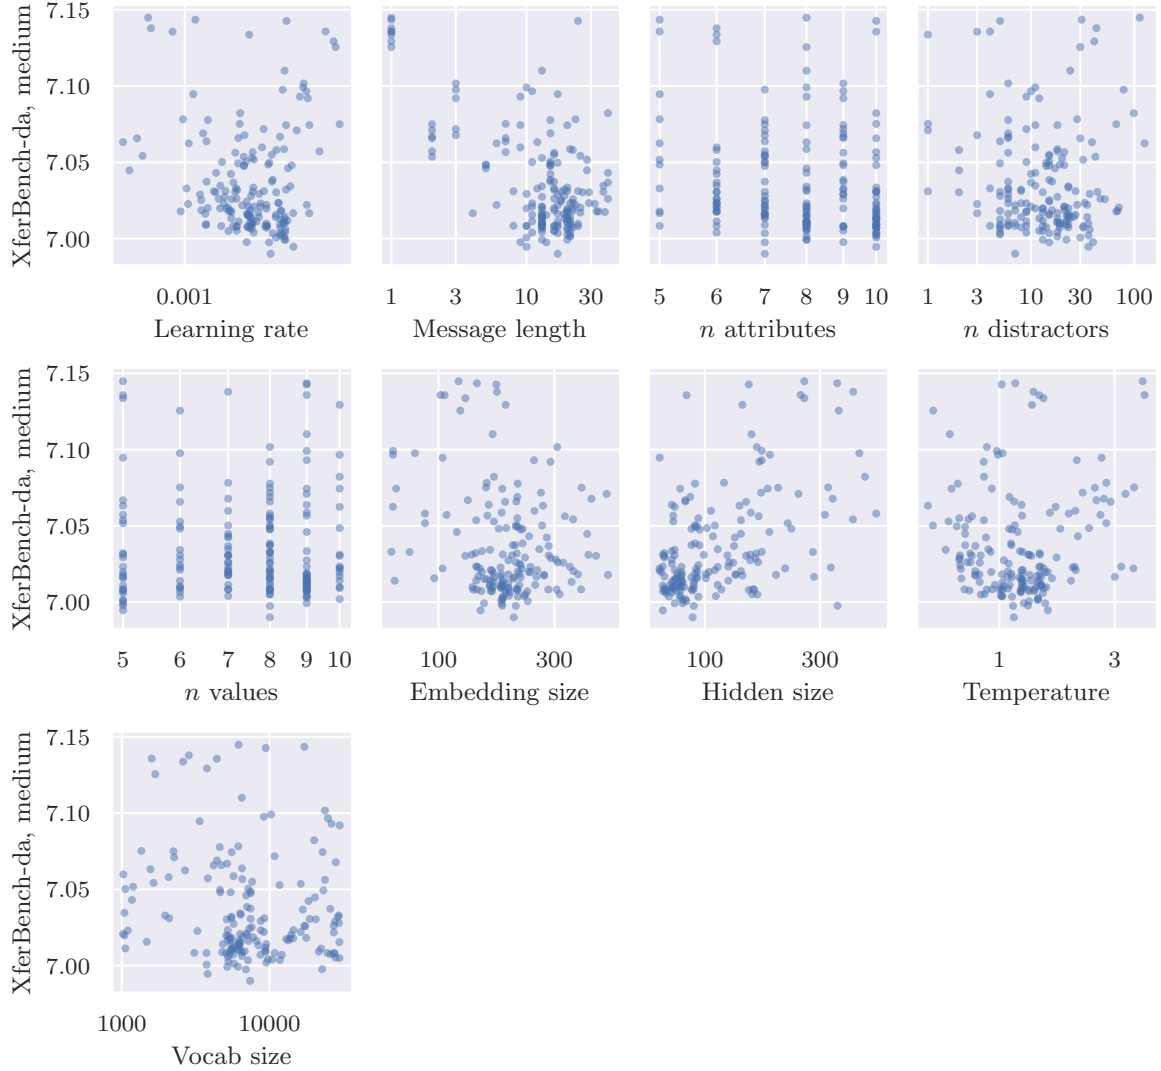 XferBench-da, medium
7.15
7.10
7.05
7.00
0.001
Learning rate
1 3 10 30
Message length
5 6 7 8 9 10
n attributes
1 3 10 30 100
n distractors
XferBench-da, medium
7.15
7.10
7.05
7.00
5 6 7 8 9 10
n values
100 300
Embedding size
100 300
Hidden size
1 3
Temperature
XferBench-da, medium
7.15
7.10
7.05
7.00
1000 10000
Vocab size